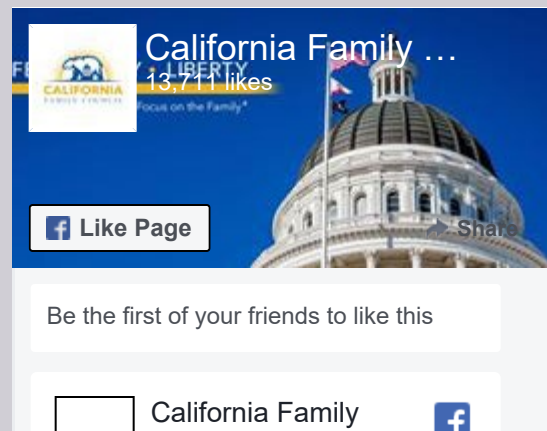 California Family ...
13,711 likes
LIBERTY
Focus on the Family
CALIFORNIA
FAMILY COUNCIL
Like Page
Share
Be the first of your friends to like this
California Family